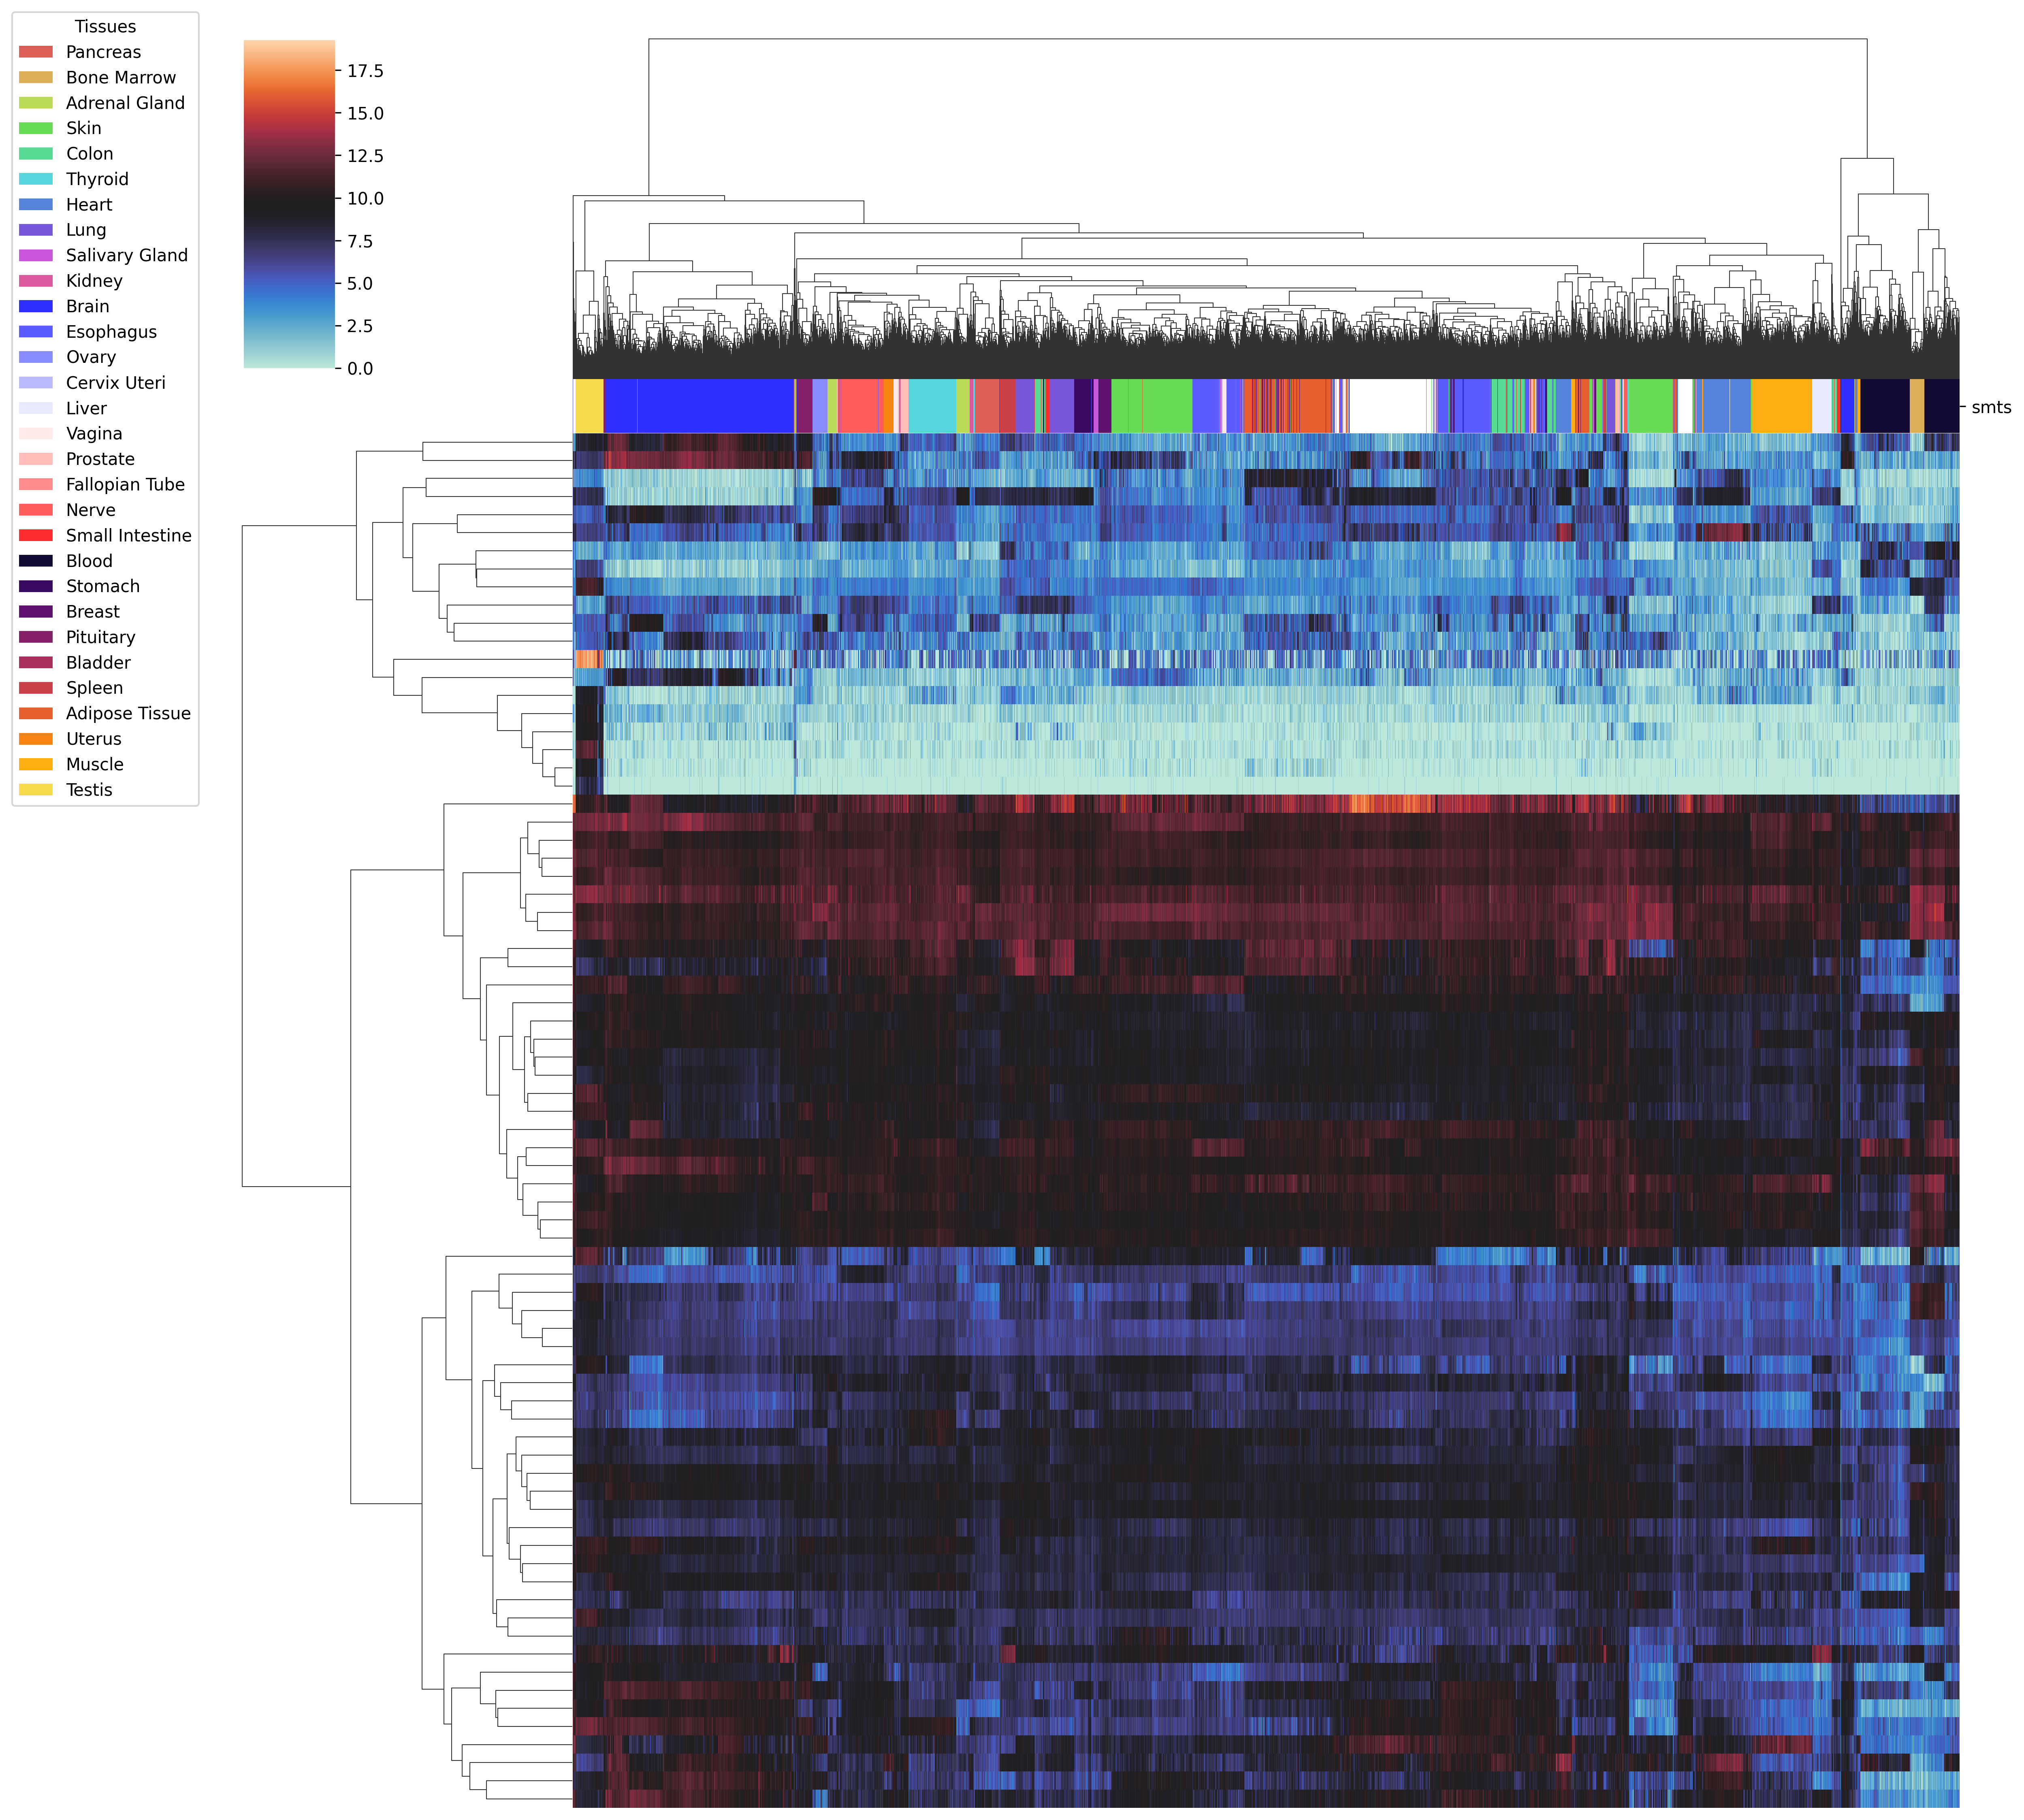 Tissues
Pancreas
Bone Marrow
Adrenal Gland
Skin
Colon
Thyroid
Heart
Lung
Salivary Gland
Kidney
Brain
Esophagus
Ovary
Cervix Uteri
Liver
Vagina
Prostate
Fallopian Tube
Nerve
Small Intestine
Blood
Stomach
Breast
Pituitary
Bladder
Spleen
Adipose Tissue
Uterus
Muscle
Testis
17.5
15.0
12.5
10.0
7.5
5.0
2.5
0.0
smts